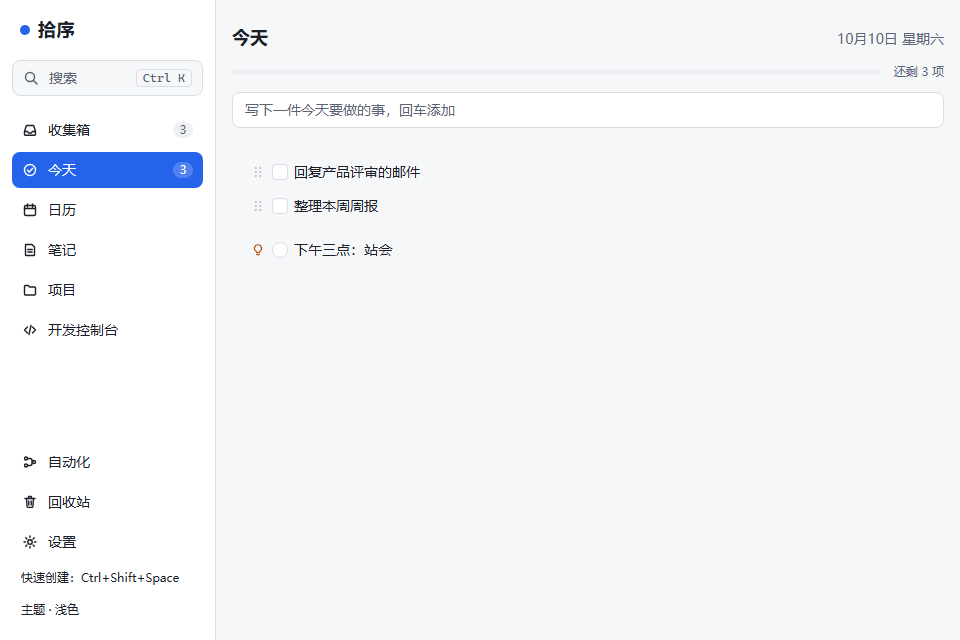 拾序
搜索 Ctrl K
收集箱 3
今天 3
日历
笔记
项目
开发控制台
自动化
回收站
设置
快速创建：Ctrl+Shift+Space
主题 · 浅色
今天
10月10日 星期六
还剩 3 项
写下一件今天要做的事，回车添加
回复产品评审的邮件
整理本周周报
下午三点：站会